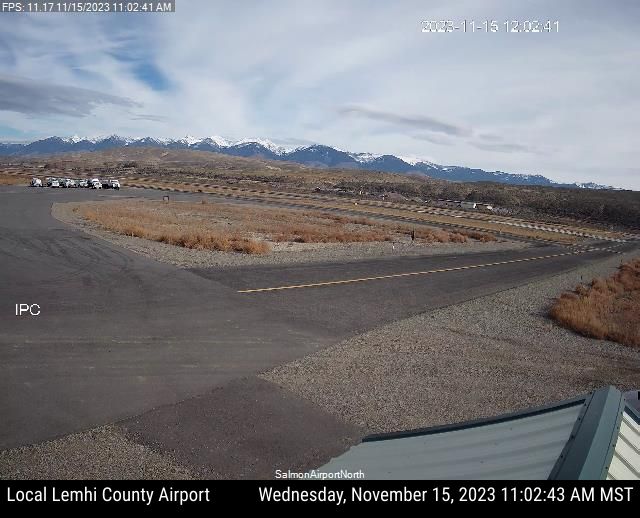 FPS: 11.17 11/15/2023 11:02:41 AM
2023-11-15 12:02:41
IPC
SalmonAirportNorth
Local Lemhi County Airport Wednesday, November 15, 2023 11:02:43 AM MST